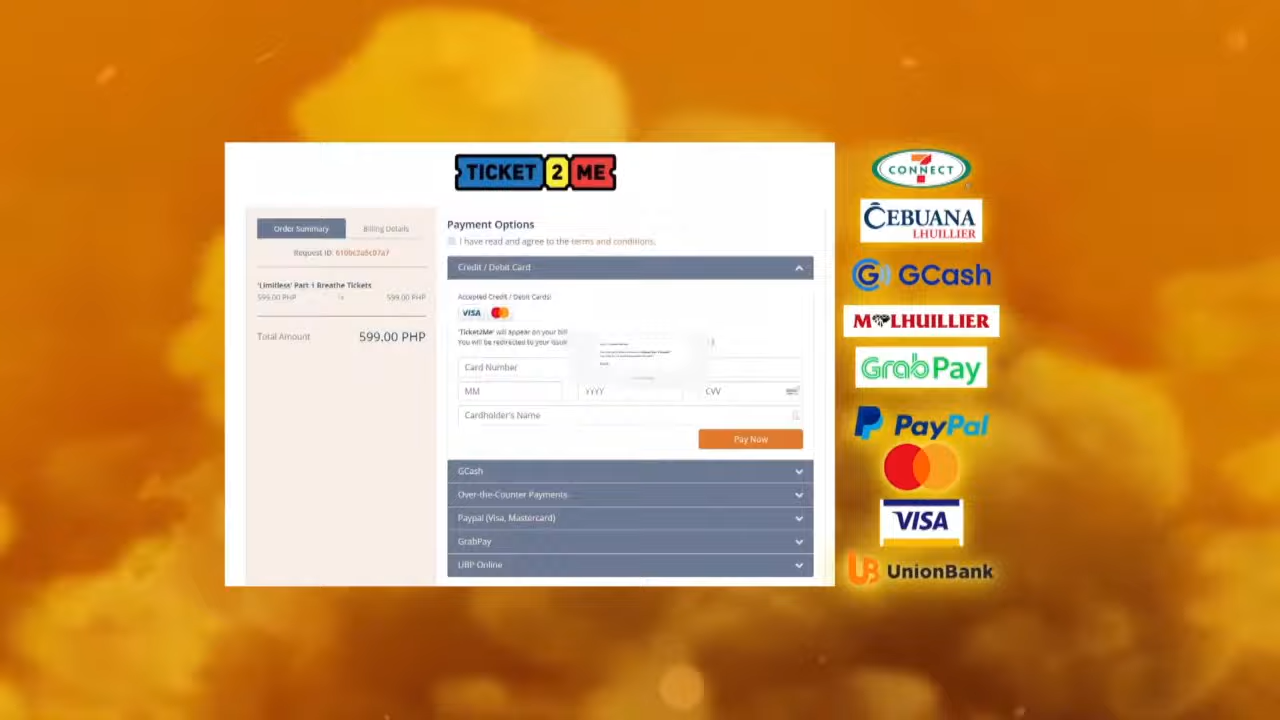 TICKET 2 ME
Order Summary
Billing Details
Request ID: 610bc2a5c07a7
'Limitless' Part 1 Breathe Tickets
599.00 PHP
1x
599.00 PHP
Total Amount
599.00 PHP
Payment Options
I have read and agree to the terms and conditions.
Credit / Debit Card
Accepted Credit / Debit Cards:
VISA
'Ticket2Me' will appear on your bill
You will be redirected to your
Card Number
MM
YYYY
CVV
Cardholder's Name
Pay Now
GCash
Over-the-Counter Payments
Paypal (Visa, Mastercard)
GrabPay
UBP Online
7 CONNECT
CEBUANA
LHUILLIER
GCash
MLHUILLIER
GrabPay
PayPal
VISA
UB UnionBank